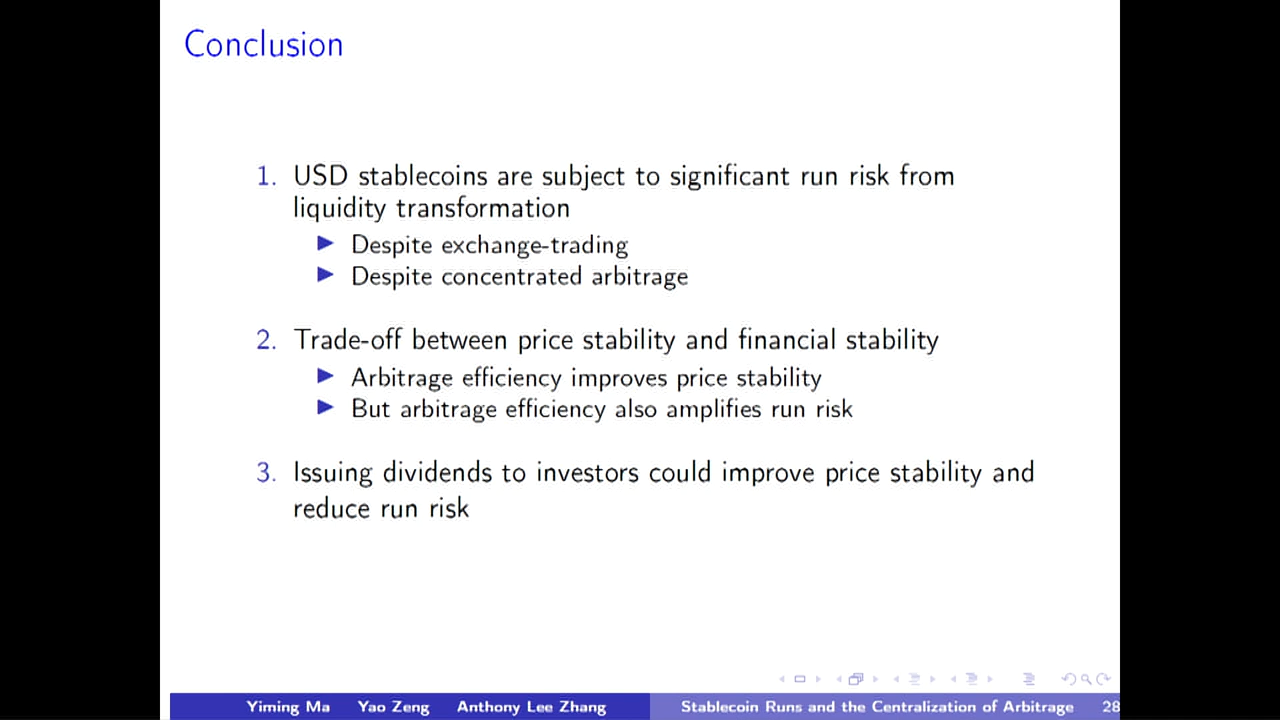 Conclusion
1. USD stablecoins are subject to significant run risk from
liquidity transformation
▶ Despite exchange-trading
▶ Despite concentrated arbitrage
2. Trade-off between price stability and financial stability
▶ Arbitrage efficiency improves price stability
▶ But arbitrage efficiency also amplifies run risk
3. Issuing dividends to investors could improve price stability and
reduce run risk
Yiming Ma Yao Zeng Anthony Lee Zhang Stablecoin Runs and the Centralization of Arbitrage 28